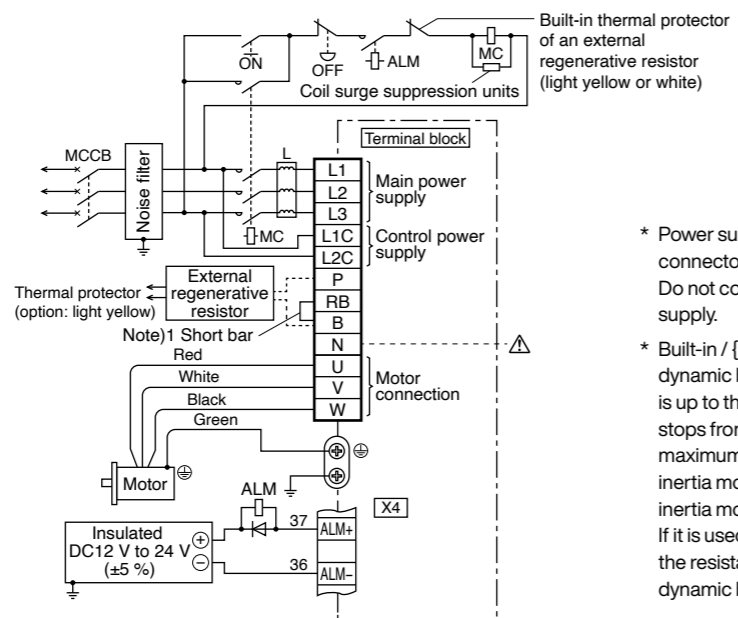 Built-in thermal protector
of an external
regenerative resistor
(light yellow or white)
ON
OFF
ALM
MC
Coil surge suppression units
Terminal block
MCCB
Noise filter
L
L1
L2
L3
Main power
supply
MC
L1C
L2C
Control power
supply
P
RB
B
N
External
regenerative
resistor
Thermal protector
(option: light yellow)
Note)1 Short bar
Red
White
Black
Green
U
V
W
Motor
connection
Motor
ALM
X4
37
ALM+
36
ALM−
Insulated
DC12 V to 24 V
(±5 %)
* Power su
connecto
Do not co
supply.
* Built-in / {
dynamic
is up to th
stops fron
maximum
inertia mo
inertia mo
If it is used
the resista
dynamic